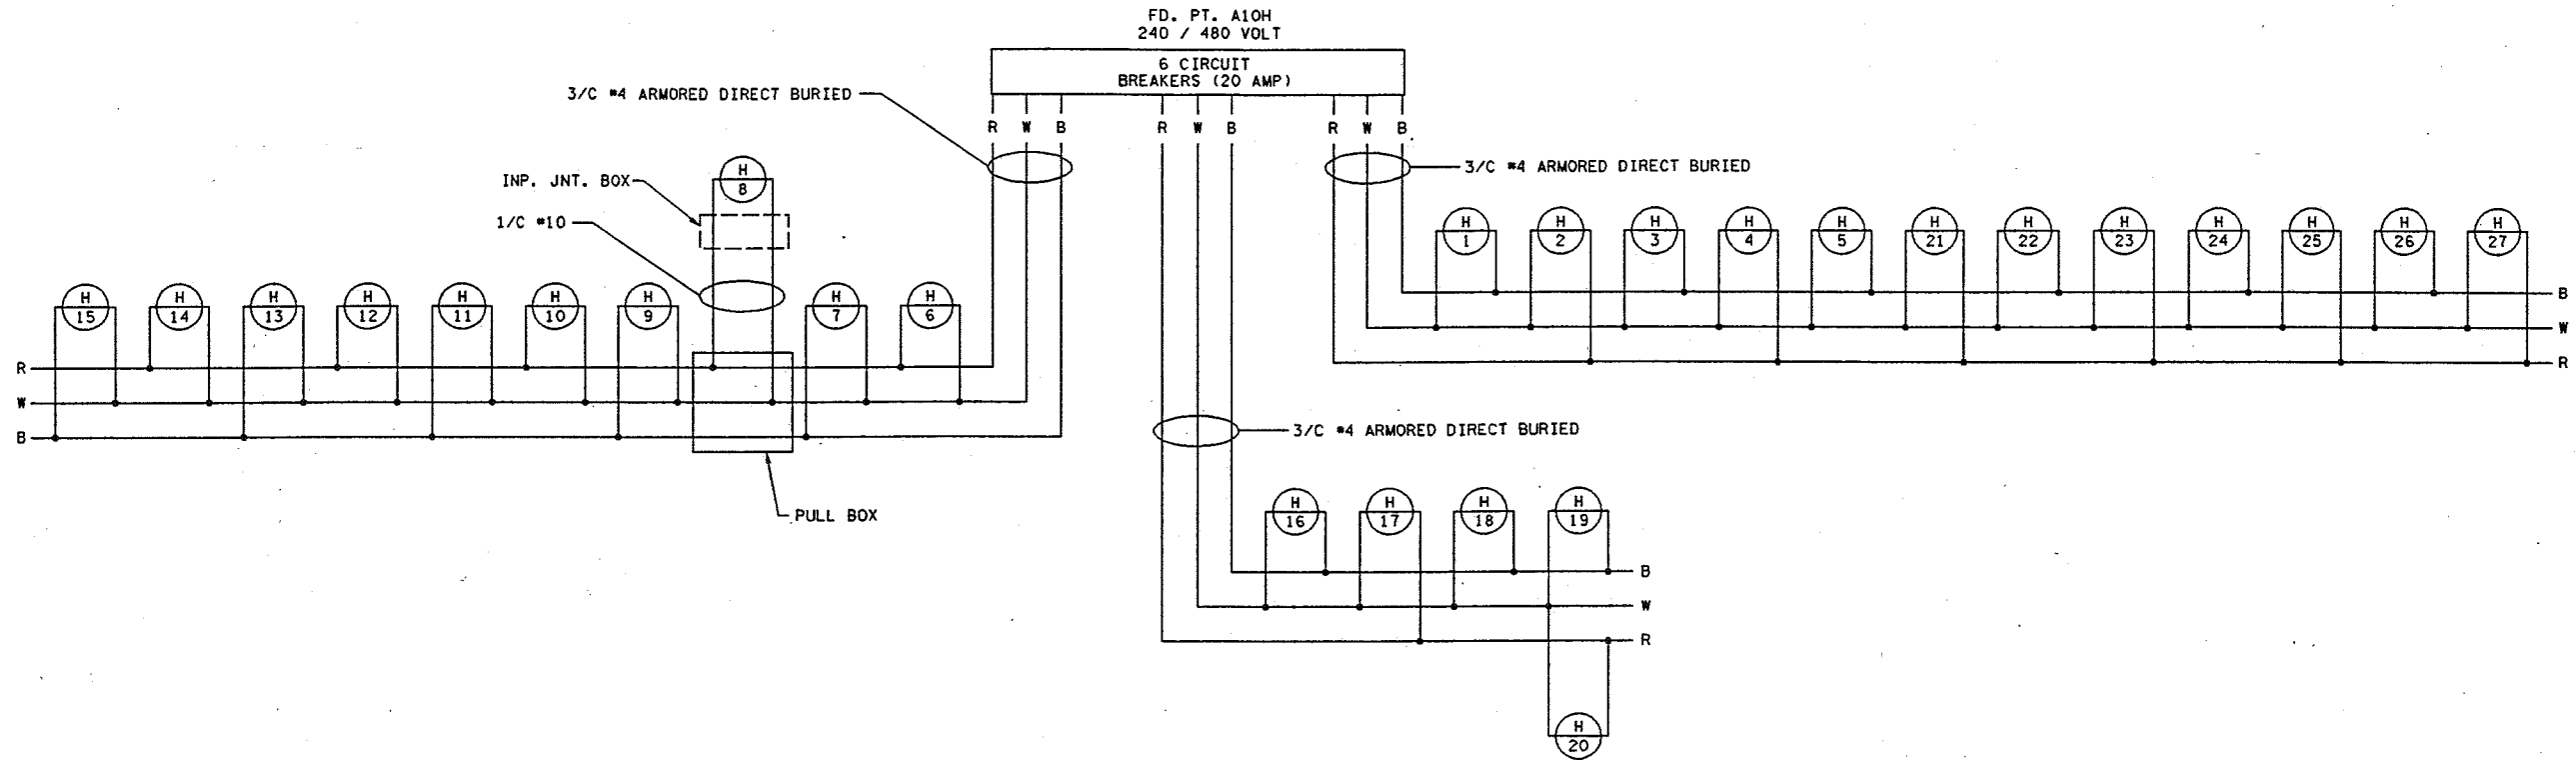 FD. PT. A10H
240 / 480 VOLT
6 CIRCUIT
BREAKERS (20 AMP)
3/C #4 ARMORED DIRECT BURIED
R W B
R W B
R W B
3/C #4 ARMORED DIRECT BURIED
INP. JNT. BOX
H
8
1/C #10
H
1
H
2
H
3
H
4
H
5
H
21
H
22
H
23
H
24
H
25
H
26
H
27
B
W
R
H
15
H
14
H
13
H
12
H
11
H
10
H
9
H
7
H
6
R
W
B
PULL BOX
3/C #4 ARMORED DIRECT BURIED
H
16
H
17
H
18
H
19
B
W
R
H
20